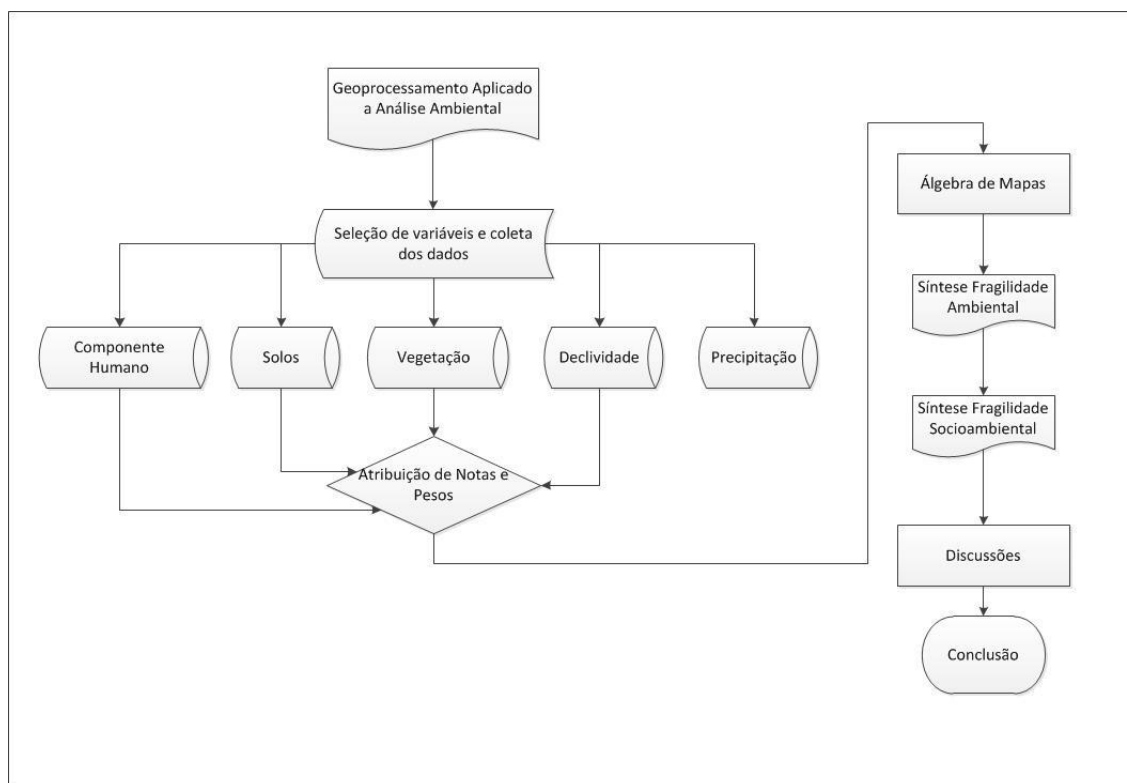 Geoprocessamento Aplicado
a Análise Ambiental
Seleção de variáveis e coleta
dos dados
Componente
Humano
Solos
Vegetação
Declividade
Precipitação
Atribuição de Notas e
Pesos
Álgebra de Mapas
Síntese Fragilidade
Ambiental
Síntese Fragilidade
Socioambiental
Discussões
Conclusão